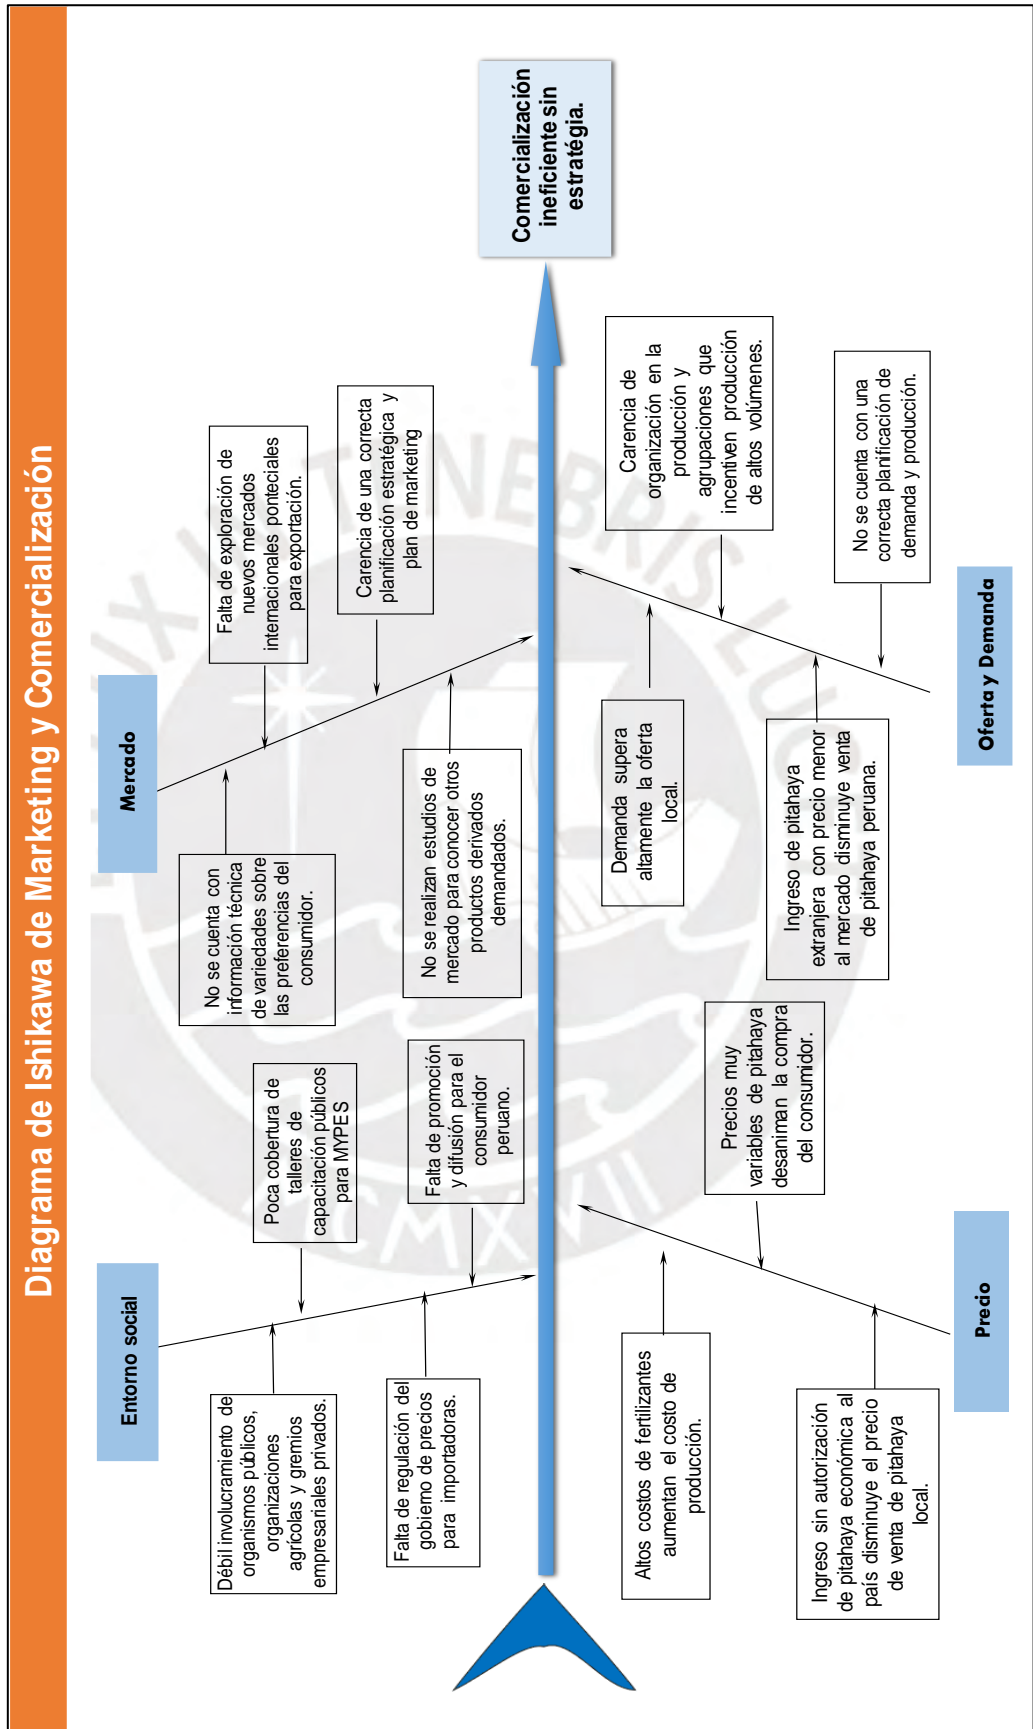 Diagrama de Ishikawa de Marketing y Comercialización
Entorno social
Mercado
Débil involucramiento de
organismos públicos,
organizaciones
agrícolas y gremios
empresariales privados.
Poca cobertura de
talleres de
capacitación públicos
para MYPES
Falta de regulación del
gobierno de precios
para importadoras.
Falta de promoción
y difusión para el
consumidor
peruano.
No se cuenta con
información técnica
de variedades sobre
las preferencias del
consumidor.
Falta de exploración de
nuevos mercados
internacionales ponteciales
para exportación.
Carencia de una correcta
planificación estratégica y
plan de marketing
No se realizan estudios de
mercado para conocer otros
productos derivados
demandados.
Comercialización
ineficiente sin
estratégia.
Altos costos de fertilizantes
aumentan el costo de
producción.
Precios muy
variables de pitahaya
desaniman la compra
del consumidor.
Ingreso sin autorización
de pitahaya económica al
país disminuye el precio
de venta de pitahaya
local.
Demanda supera
altamente la oferta
local.
Carencia de
organización en la
producción y
agrupaciones que
incentiven producción
de altos volúmenes.
Ingreso de pitahaya
extranjera con precio menor
al mercado disminuye venta
de pitahaya peruana.
No se cuenta con una
correcta planificación de
demanda y producción.
Precio
Oferta y Demanda
ET LUX IN TENEBRIS LUCET
MCMXVII